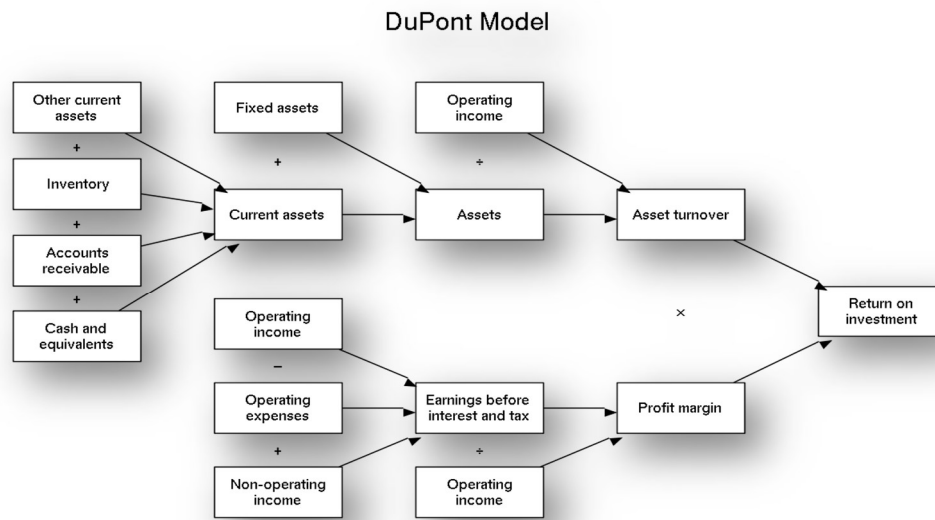 DuPont Model
Other current
assets
+
Inventory
+
Accounts
receivable
+
Cash and
equivalents
Fixed assets
+
Current assets
Operating
income
÷
Assets
Asset turnover
×
Return on
investment
Operating
income
−
Operating
expenses
+
Non-operating
income
Earnings before
interest and tax
÷
Operating
income
Profit margin